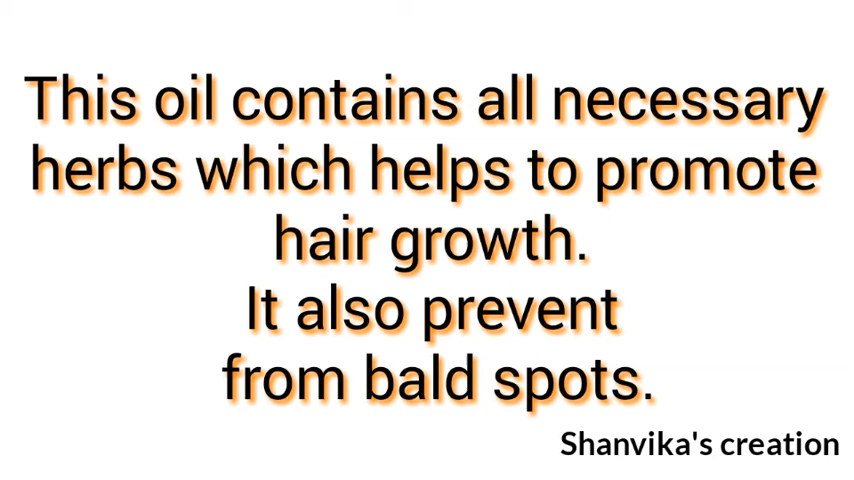 This oil contains all necessary
herbs which helps to promote
hair growth.
It also prevent
from bald spots.
Shanvika's creation